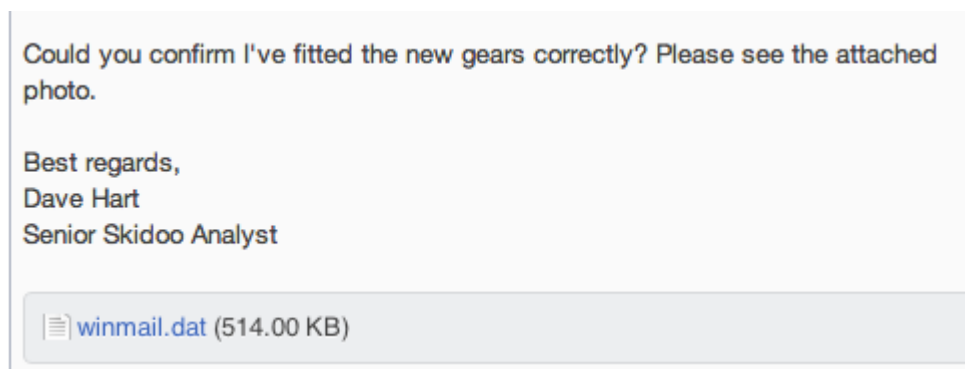 Could you confirm I've fitted the new gears correctly? Please see the attached
photo.
Best regards,
Dave Hart
Senior Skidoo Analyst
winmail.dat (514.00 KB)